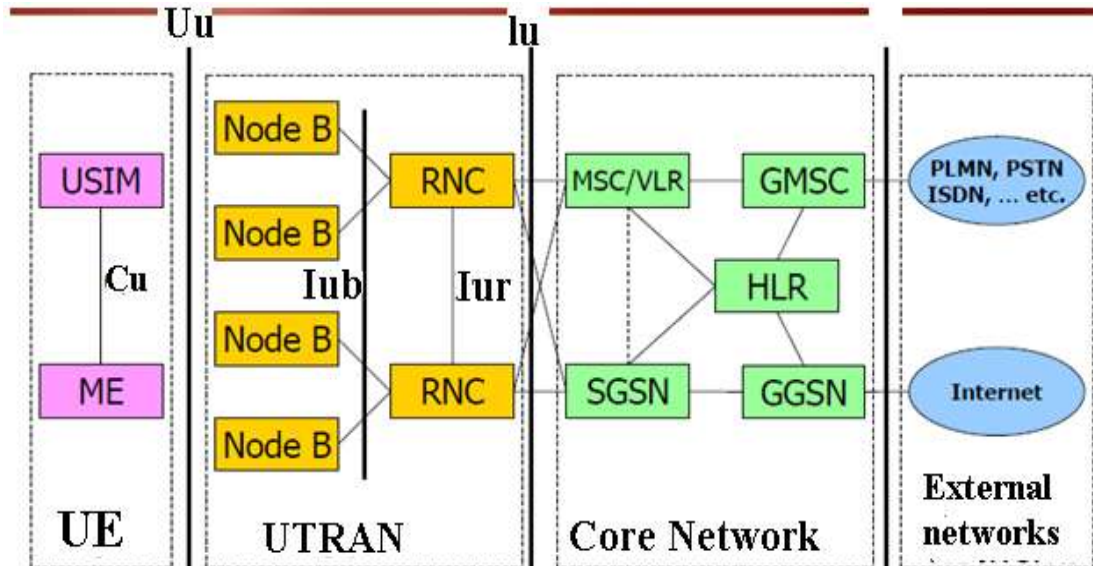 Uu
Iu
Node B
USIM
RNC
MSC/VLR
GMSC
PLMN, PSTN
ISDN, ... etc.
Node B
Cu
Iub
Iur
HLR
Node B
ME
RNC
SGSN
GGSN
Internet
Node B
UE
UTRAN
Core Network
External
networks